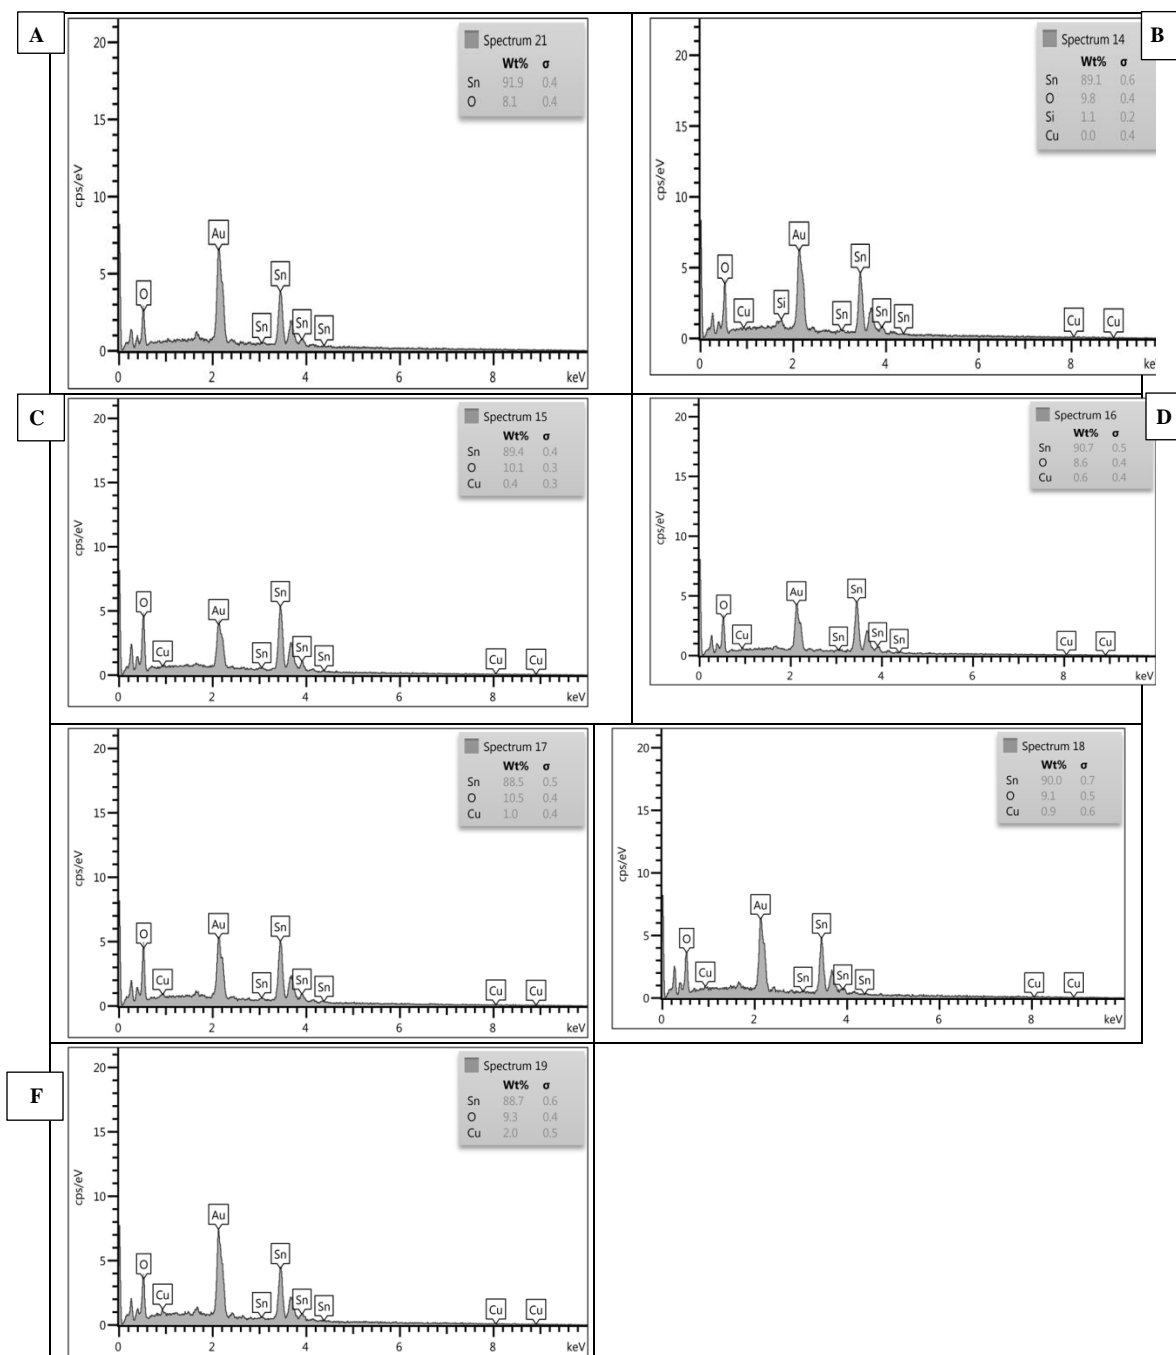 A
Spectrum 21
Wt% σ
Sn 91.9 0.4
O 8.1 0.4
20
15
10
5
0
cps/eV
O
Au
Sn
Sn
Sn
Sn
0 2 4 6 8 keV
B
Spectrum 14
Wt% σ
Sn 89.1 0.6
O 9.8 0.4
Si 1.1 0.2
Cu 0.0 0.4
20
15
10
5
0
cps/eV
O
Cu
Si
Au
Sn
Sn
Sn
Sn
Cu
Cu
0 2 4 6 8 keV
C
Spectrum 15
Wt% σ
Sn 89.4 0.4
O 10.1 0.3
Cu 0.4 0.3
20
15
10
5
0
cps/eV
O
Cu
Au
Sn
Sn
Sn
Sn
Cu
Cu
0 2 4 6 8 keV
D
Spectrum 16
Wt% σ
Sn 90.7 0.5
O 8.6 0.4
Cu 0.6 0.4
20
15
10
5
0
cps/eV
O
Cu
Au
Sn
Sn
Sn
Sn
Cu
Cu
0 2 4 6 8 keV
Spectrum 17
Wt% σ
Sn 88.5 0.5
O 10.5 0.4
Cu 1.0 0.4
20
15
10
5
0
cps/eV
O
Cu
Au
Sn
Sn
Sn
Sn
Cu
Cu
0 2 4 6 8 keV
Spectrum 18
Wt% σ
Sn 90.0 0.7
O 9.1 0.5
Cu 0.9 0.6
20
15
10
5
0
cps/eV
O
Cu
Au
Sn
Sn
Sn
Sn
Cu
Cu
0 2 4 6 8 keV
F
Spectrum 19
Wt% σ
Sn 88.7 0.6
O 9.3 0.4
Cu 2.0 0.5
20
15
10
5
0
cps/eV
O
Cu
Au
Sn
Sn
Sn
Sn
Cu
Cu
0 2 4 6 8 keV